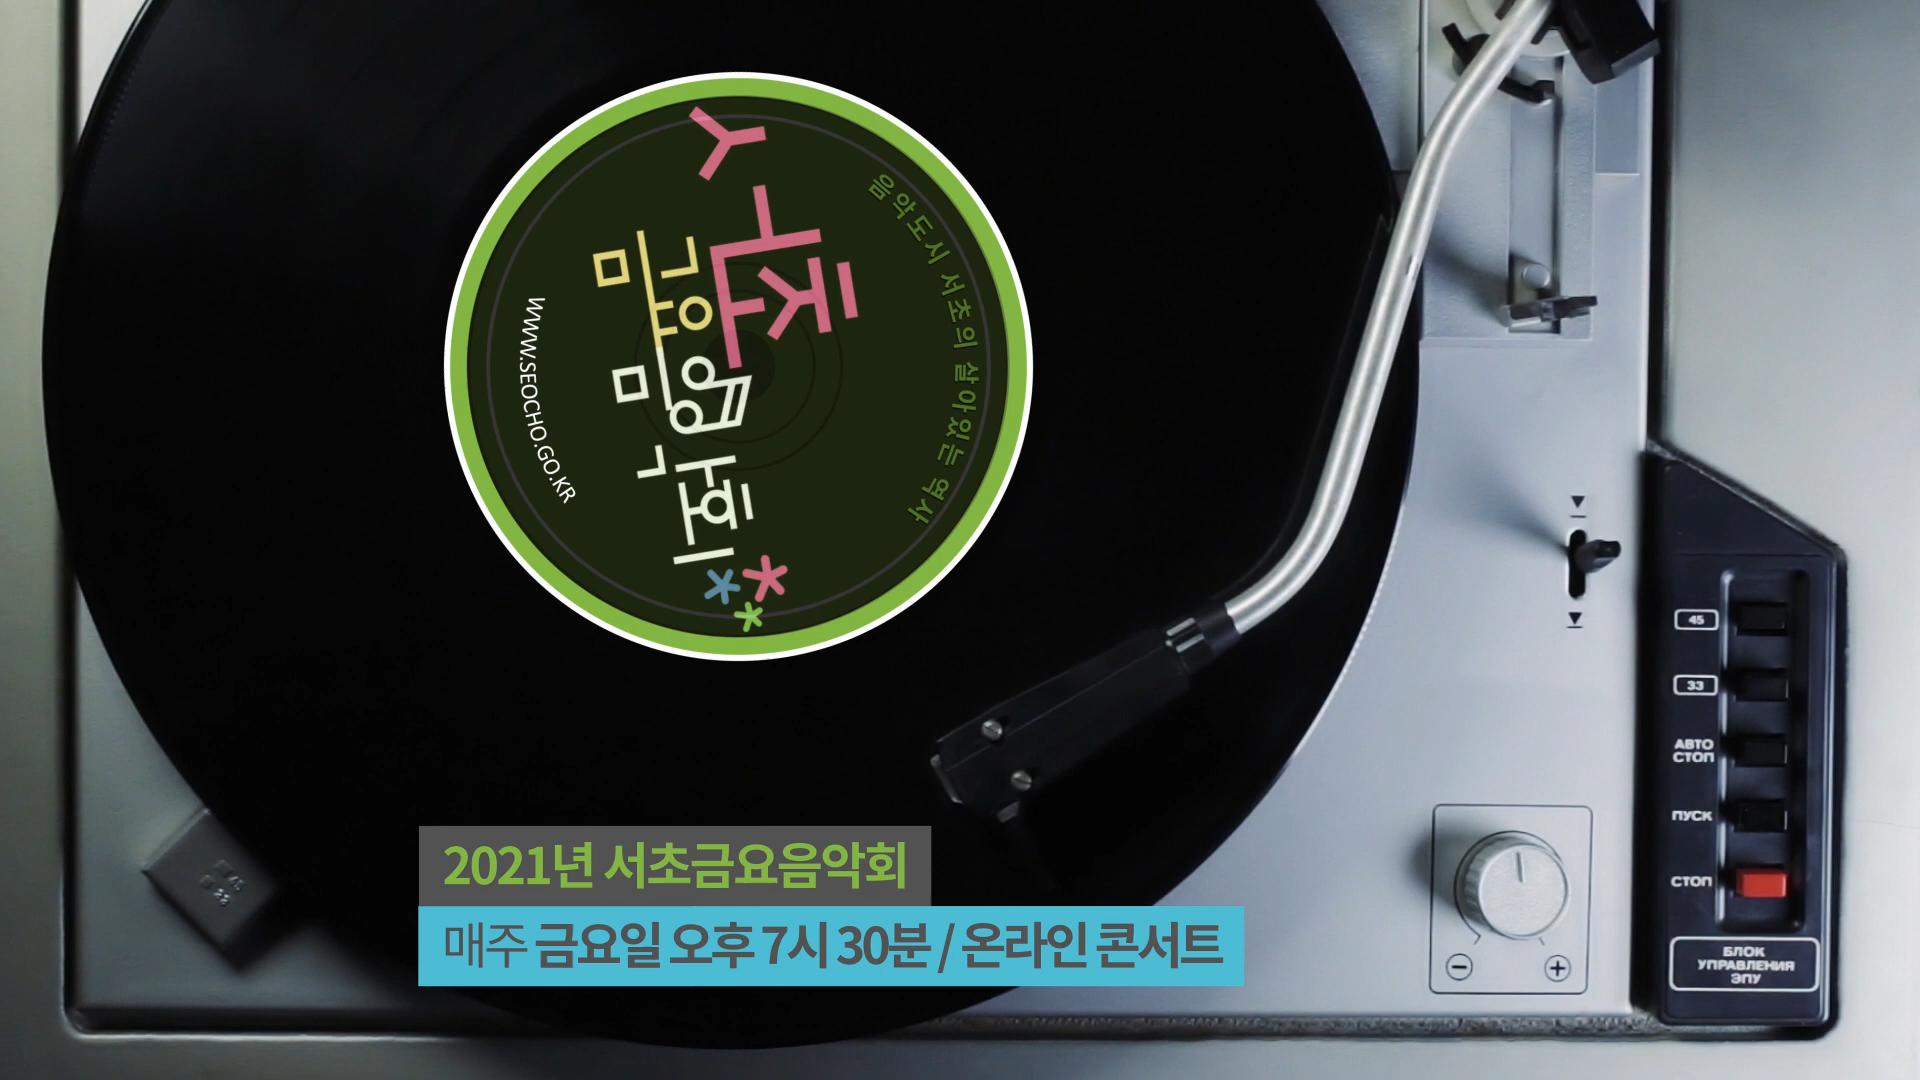 음악도시 서초의 살아있는 역사
서초
금요음악회
WWW.SEOCHO.GO.KR
45
33
АВТО
СТОП
ПУСК
СТОП
БЛОК
УПРАВЛЕНИЯ
ЭПУ
2021년 서초금요음악회
매주 금요일 오후 7시 30분 / 온라인 콘서트